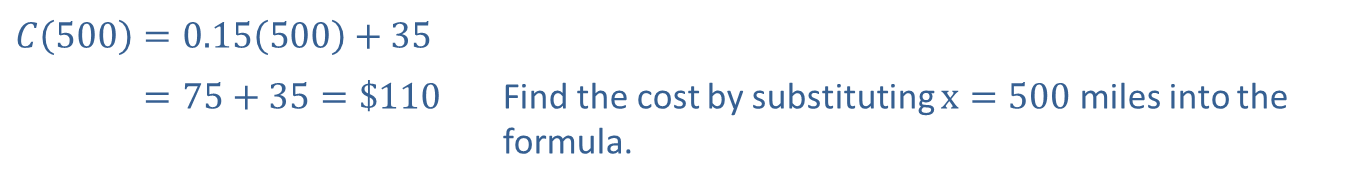 C(500) = 0.15(500) + 35
= 75 + 35 = $110 Find the cost by substituting x = 500 miles into the
formula.